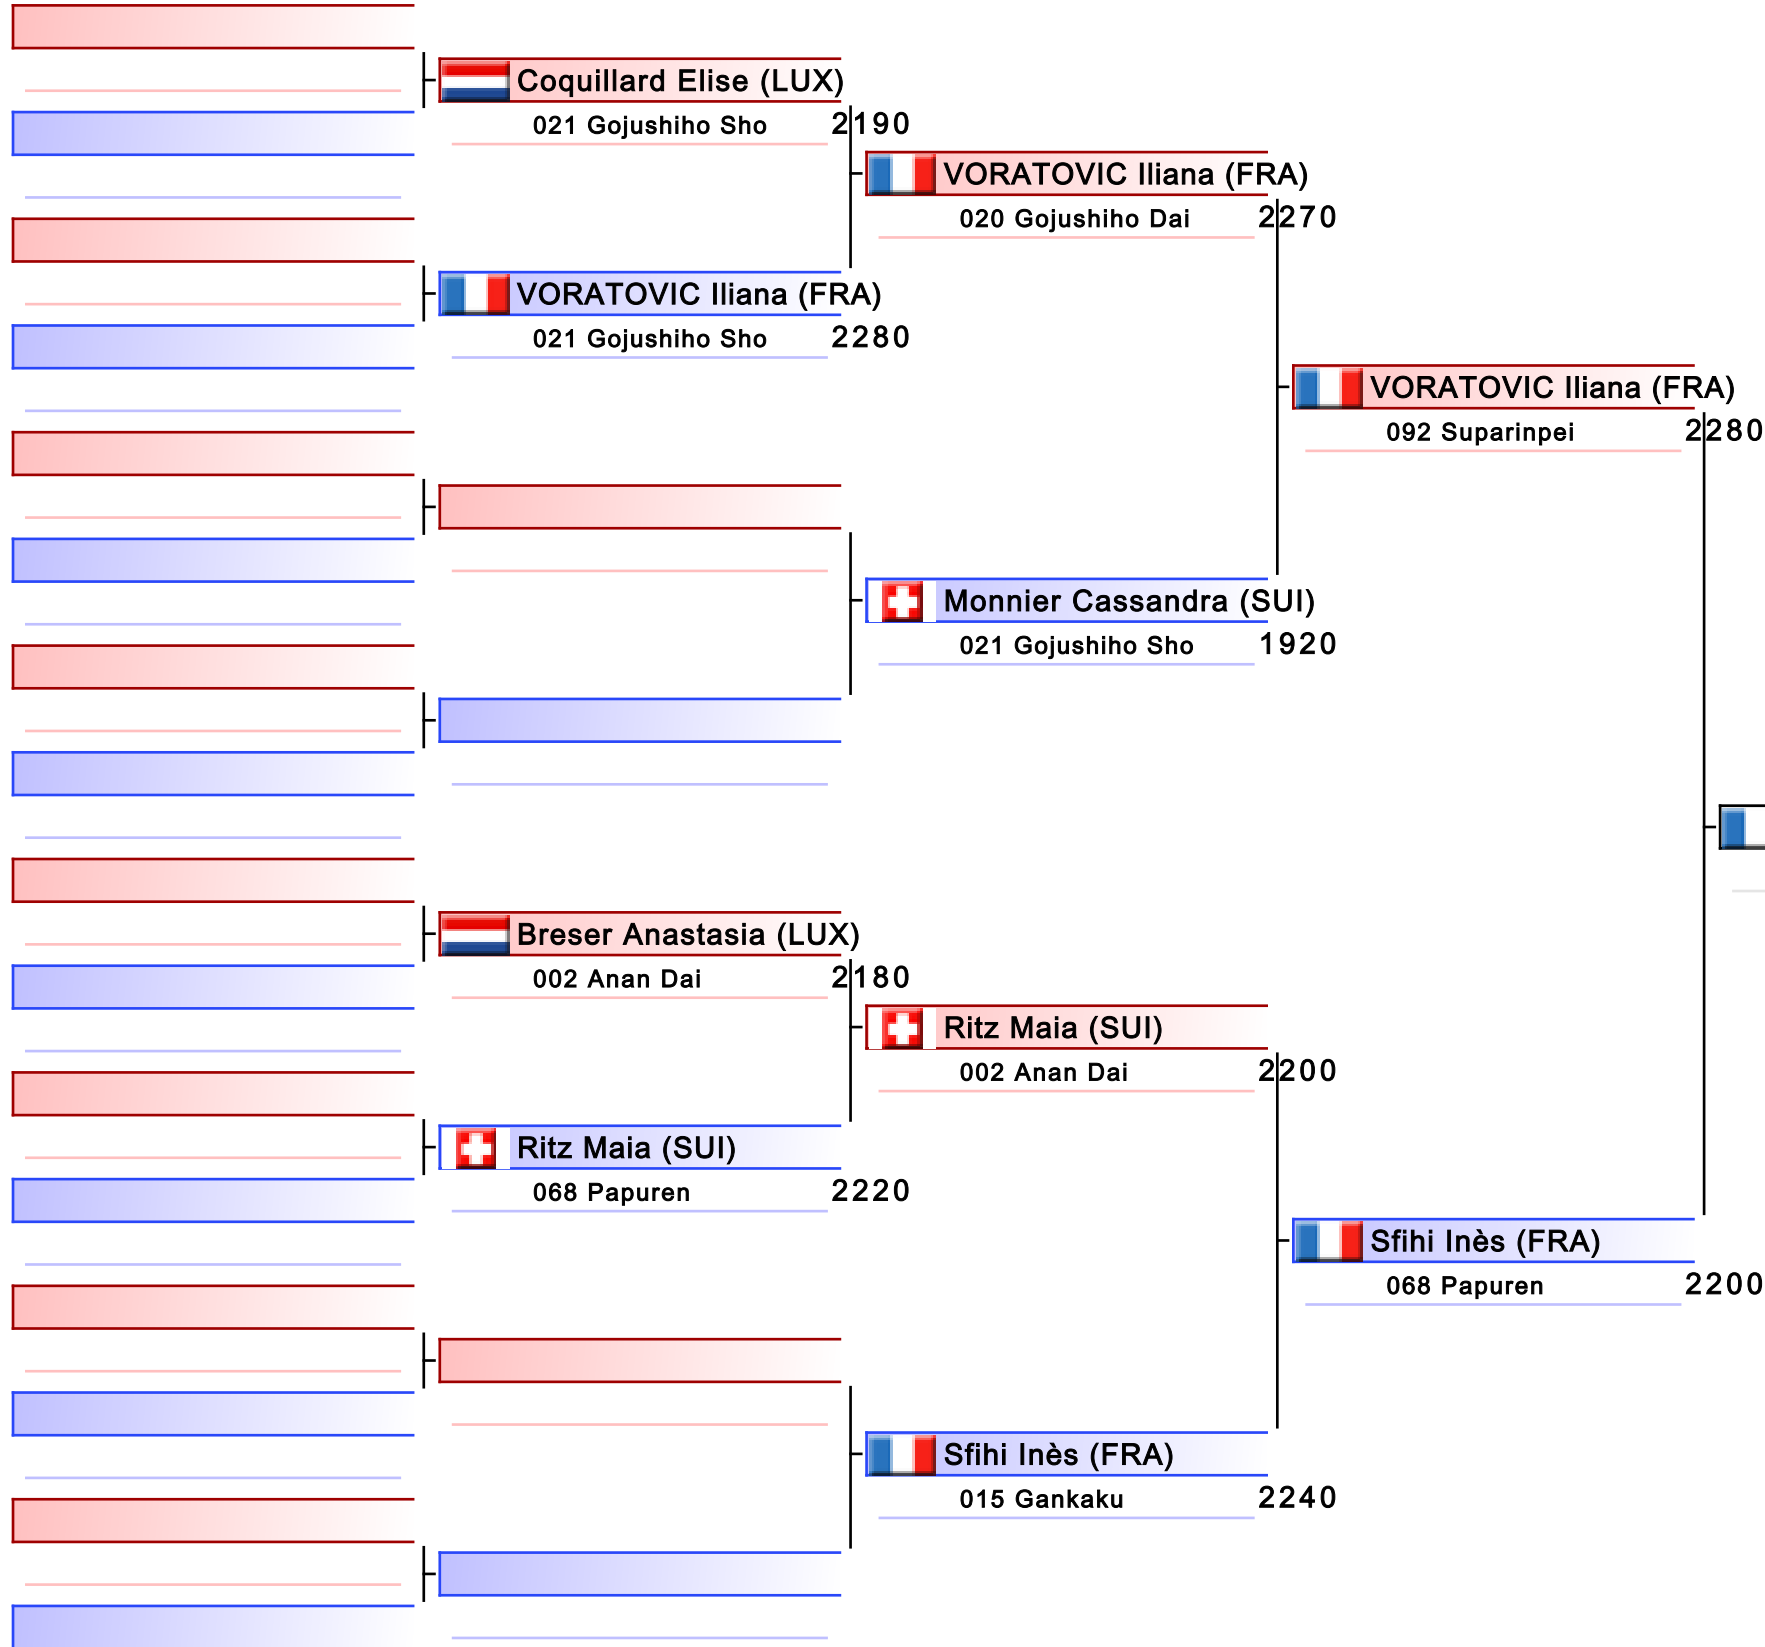 Coquillard Elise (LUX)
021 Gojushiho Sho 2190
VORATOVIC Iliana (FRA)
020 Gojushiho Dai 2270
VORATOVIC Iliana (FRA)
021 Gojushiho Sho 2280
VORATOVIC Iliana (FRA)
092 Suparinpei 2280
Monnier Cassandra (SUI)
021 Gojushiho Sho 1920
Breser Anastasia (LUX)
002 Anan Dai 2180
Ritz Maia (SUI)
002 Anan Dai 2200
Ritz Maia (SUI)
068 Papuren 2220
Sfihi Inès (FRA)
068 Papuren 2200
Sfihi Inès (FRA)
015 Gankaku 2240